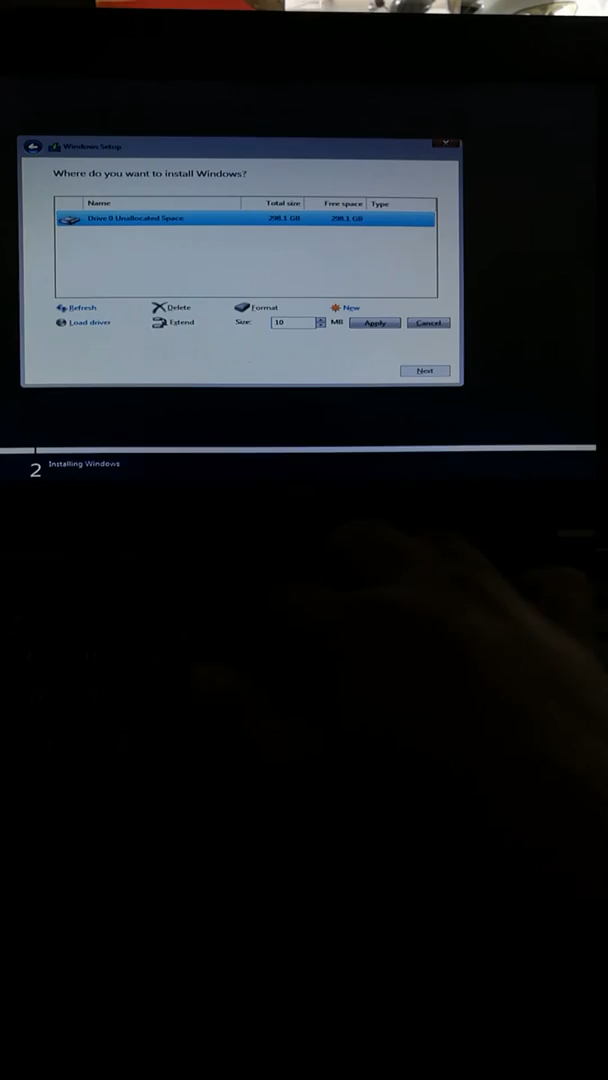 Windows Setup
Where do you want to install Windows?
Name Total size Free space Type
Drive 0 Unallocated Space 298.1 GB 298.1 GB
Refresh Delete Format New
Load driver Extend Size: 10 MB Apply Cancel
Next
2 Installing Windows